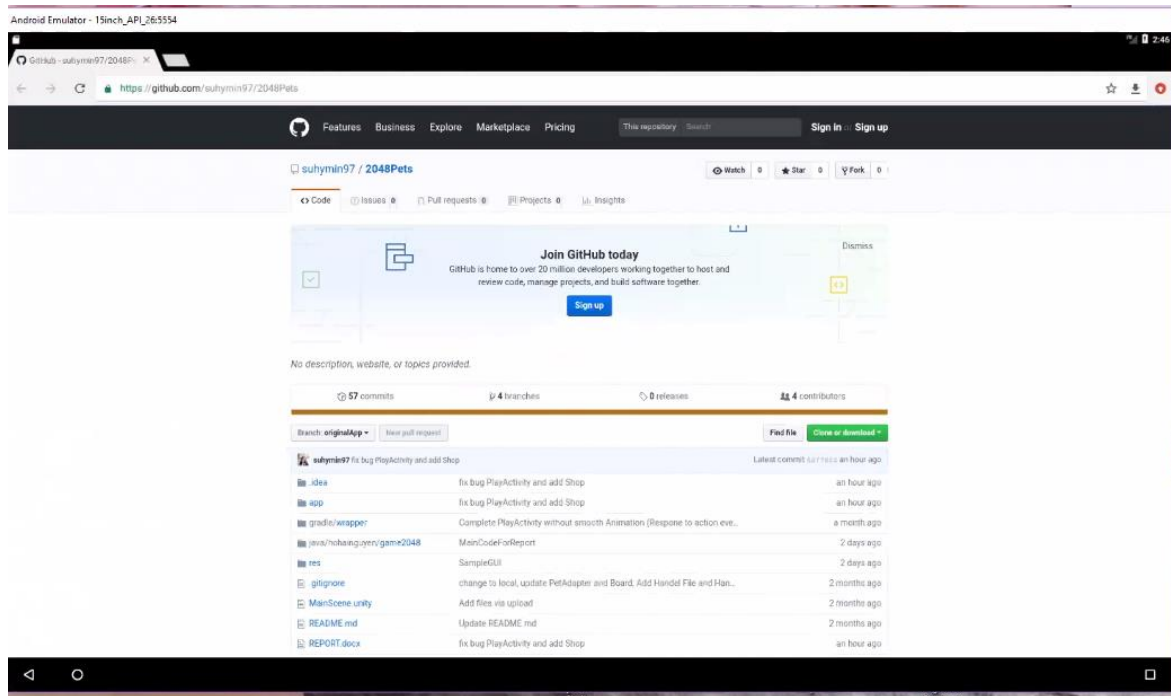 Android Emulator - 15inch_API_26:5554
2:46
GitHub - suhymin97/2048P
https://github.com/suhymin97/2048Pets
Features Business Explore Marketplace Pricing This repository Search Sign in or Sign up
suhymin97 / 2048Pets
Watch 0 Star 0 Fork 0
Code Issues 0 Pull requests 0 Projects 0 Insights
Dismiss
Join GitHub today
GitHub is home to over 20 million developers working together to host and
review code, manage projects, and build software together.
Sign up
No description, website, or topics provided.
57 commits 4 branches 0 releases 4 contributors
Branch: originalApp New pull request Find file Clone or download
suhymin97 fix bug PlayActivity and add Shop Latest commit an hour ago
.idea fix bug PlayActivity and add Shop an hour ago
app fix bug PlayActivity and add Shop an hour ago
gradle/wrapper Complete PlayActivity without smooth Animation (Respone to action eve... a month ago
java/nohainguyen/game2048 MainCodeForReport 2 days ago
res SampleGUI 2 days ago
.gitignore change to local, update PetAdapter and Board, Add Handel File and Han... 2 months ago
MainScene.unity Add files via upload 2 months ago
README.md Update README.md 2 months ago
REPORT.docx fix bug PlayActivity and add Shop an hour ago